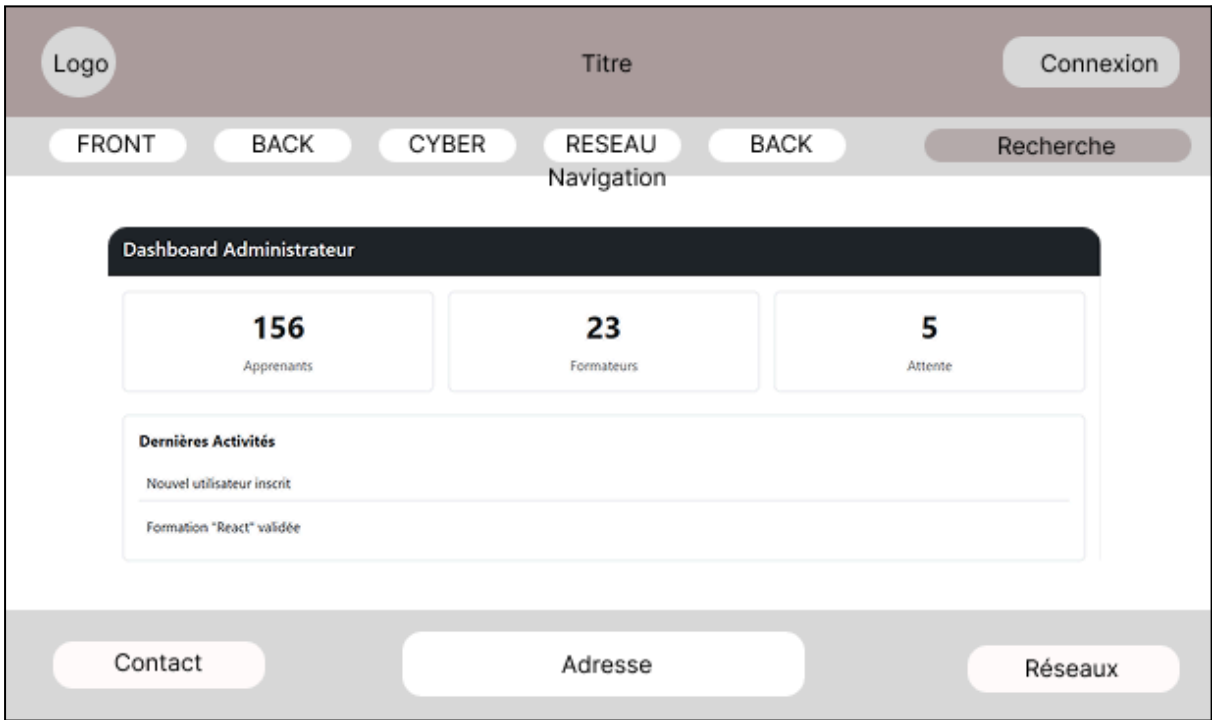 Logo
Titre
Connexion
FRONT
BACK
CYBER
RESEAU
BACK
Recherche
Navigation
Dashboard Administrateur
156
Apprenants
23
Formateurs
5
Attente
Dernières Activités
Nouvel utilisateur inscrit
Formation "React" validée
Contact
Adresse
Réseaux